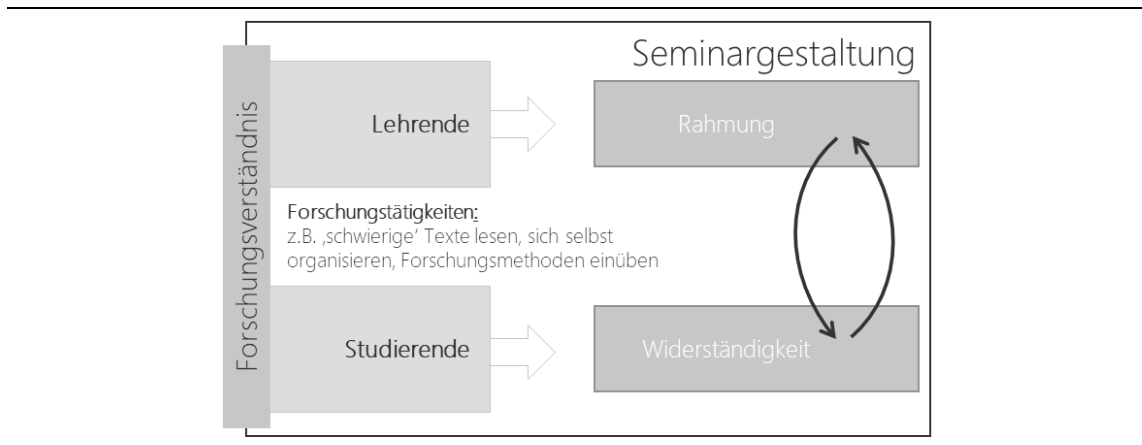 Seminargestaltung
Forschungsverständnis
Lehrende
Rahmung
Forschungstätigkeiten:
z.B. ‚schwierige‘ Texte lesen, sich selbst
organisieren, Forschungsmethoden einüben
Studierende
Widerständigkeit